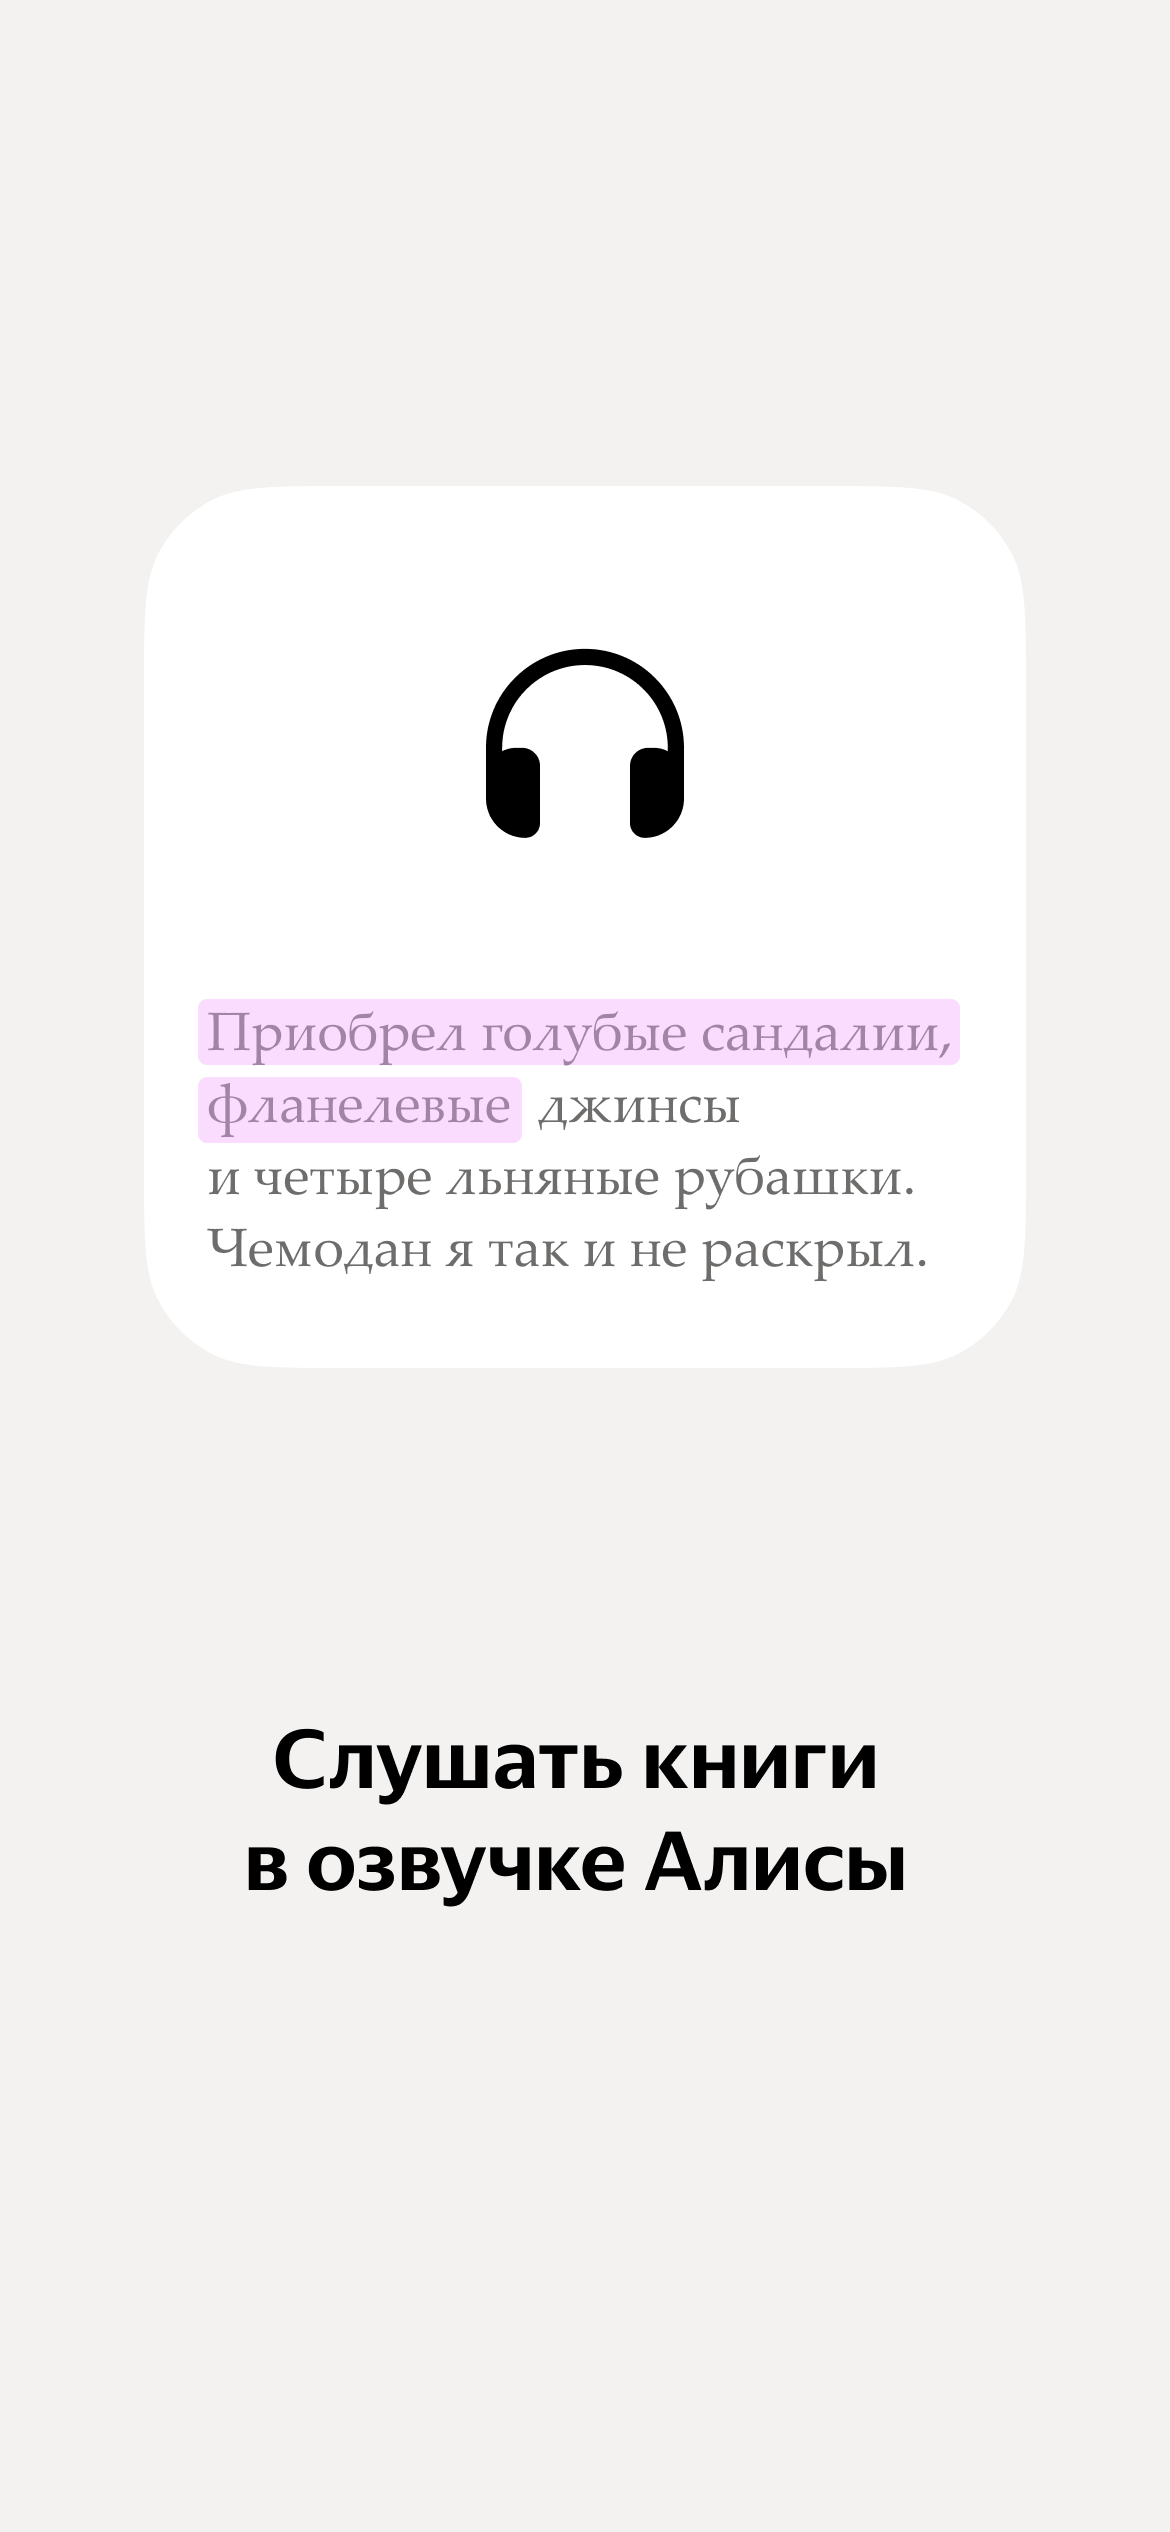 Приобрел голубые сандалии,
фланелевые джинсы
и четыре льняные рубашки.
Чемодан я так и не раскрыл.
Слушать книги
в озвучке Алисы